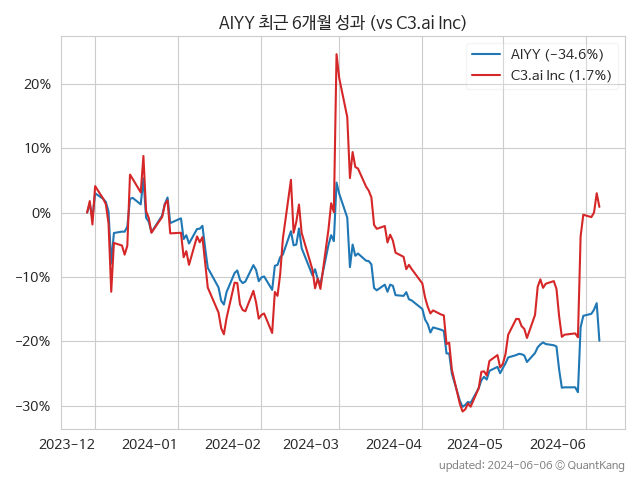 AIYY 최근 6개월 성과 (vs C3.ai Inc)
AIYY (−34.6%)
C3.ai Inc (1.7%)
20%
10%
0%
−10%
−20%
−30%
2023−12 2024−01 2024−02 2024−03 2024−04 2024−05 2024−06
updated: 2024−06−06 © QuantKang